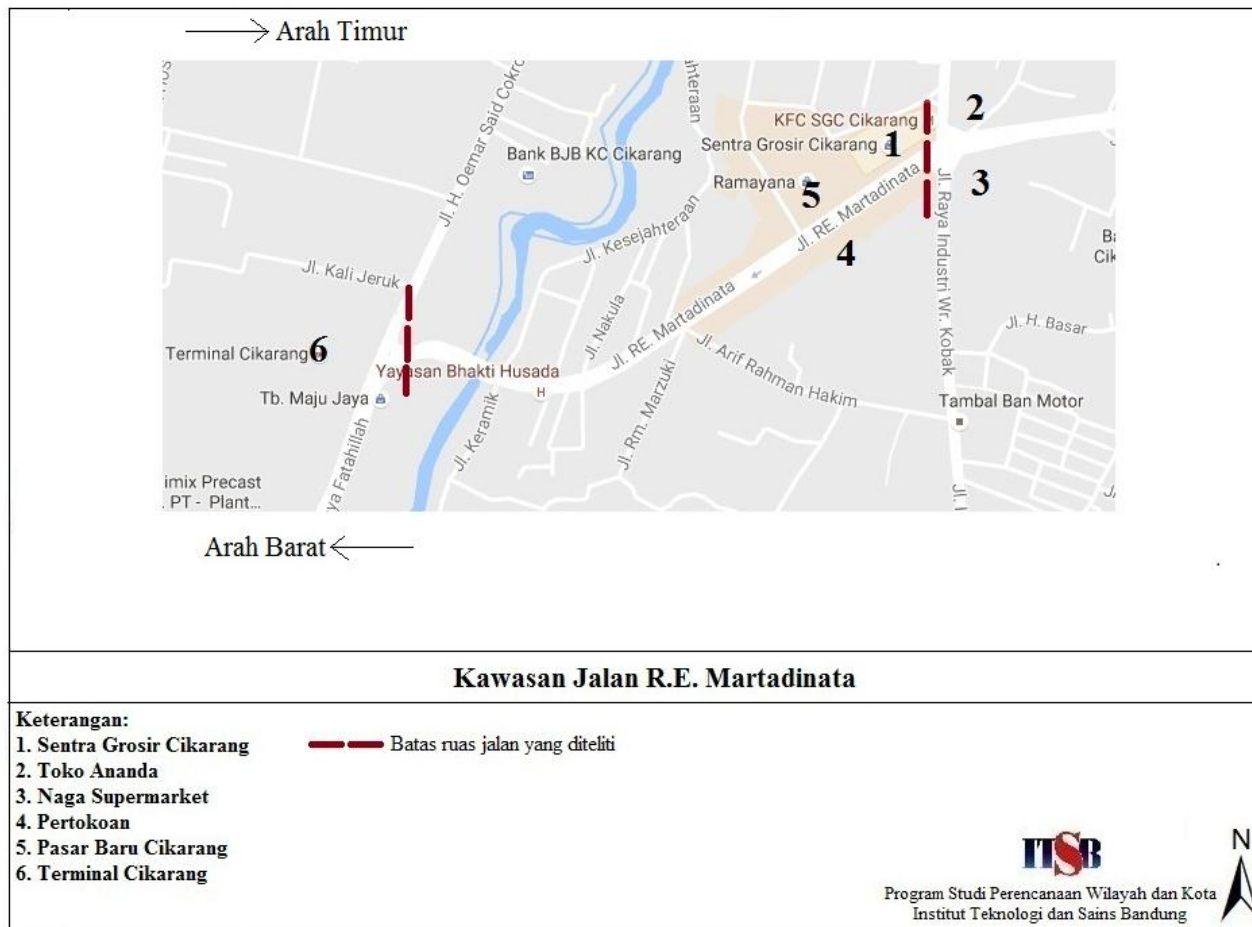 Arah Timur
KFC SGC Cikarang
2
Sentra Grosir Cikarang
1
Bank BJB KC Cikarang
Ramayana
5
3
Jl. H. Oemar Said Cokro
Jl. Kesejahteraan
Jl. RE. Martadinata
4
Jl. Raya Industri Wr. Kobak
Jl. Kali Jeruk
Jl. Nakula
Jl. RE. Martadinata
Jl. H. Basar
Terminal Cikarang
6
Yayasan Bhakti Husada
H
Jl. Arif Rahman Hakim
Tb. Maju Jaya
Tambal Ban Motor
Jl. Keramik
Jl. Rm. Marzuki
ya Fatahillah
imix Precast
PT - Plant...
Arah Barat
Kawasan Jalan R.E. Martadinata
Keterangan:
1. Sentra Grosir Cikarang
Batas ruas jalan yang diteliti
2. Toko Ananda
3. Naga Supermarket
4. Pertokoan
5. Pasar Baru Cikarang
6. Terminal Cikarang
ITSB
N
Program Studi Perencanaan Wilayah dan Kota
Institut Teknologi dan Sains Bandung